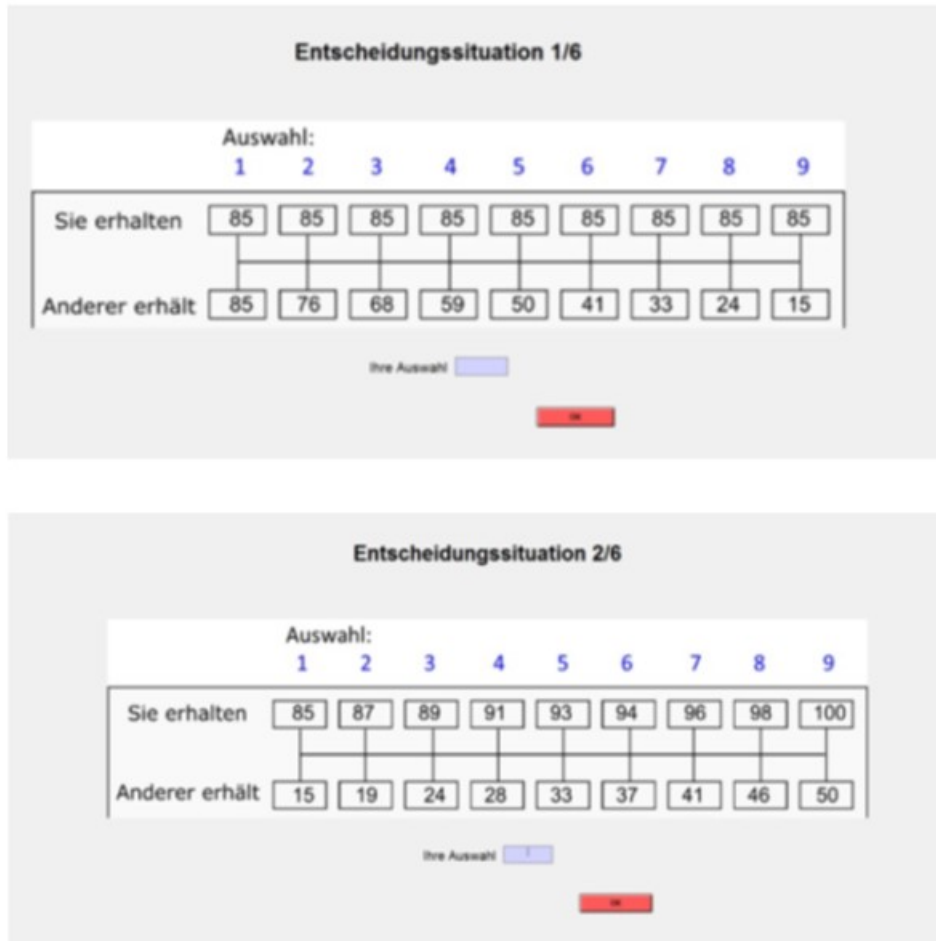 Entscheidungssituation 1/6
Auswahl:
1 2 3 4 5 6 7 8 9
Sie erhalten 85 85 85 85 85 85 85 85 85
Anderer erhält 85 76 68 59 50 41 33 24 15
Ihre Auswahl
OK
Entscheidungssituation 2/6
Auswahl:
1 2 3 4 5 6 7 8 9
Sie erhalten 85 87 89 91 93 94 96 98 100
Anderer erhält 15 19 24 28 33 37 41 46 50
Ihre Auswahl
OK